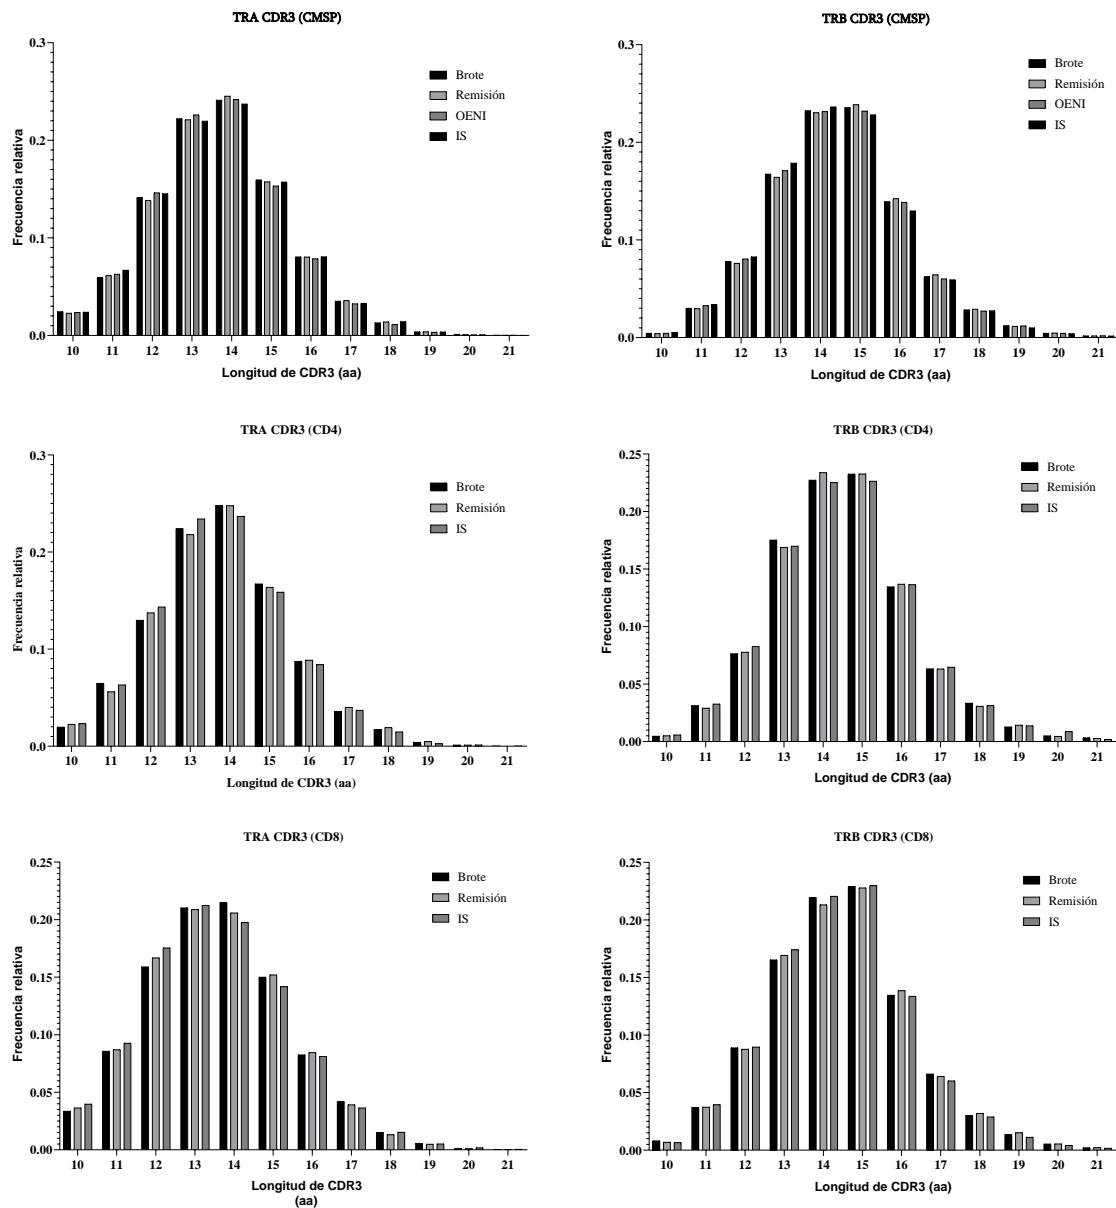 TRA CDR3 (CMSP)
0.3
0.2
0.1
0.0
Frecuencia relativa
Brote
Remisión
OENI
IS
10 11 12 13 14 15 16 17 18 19 20 21
Longitud de CDR3 (aa)
TRB CDR3 (CMSP)
0.3
0.2
0.1
0.0
Frecuencia relativa
Brote
Remisión
OENI
IS
10 11 12 13 14 15 16 17 18 19 20 21
Longitud de CDR3 (aa)
TRA CDR3 (CD4)
0.3
0.2
0.1
0.0
Frecuencia relativa
Brote
Remisión
IS
10 11 12 13 14 15 16 17 18 19 20 21
Longitud de CDR3 (aa)
TRB CDR3 (CD4)
0.25
0.20
0.15
0.10
0.05
0.00
Frecuencia relativa
Brote
Remisión
IS
10 11 12 13 14 15 16 17 18 19 20 21
Longitud de CDR3 (aa)
TRA CDR3 (CD8)
0.25
0.20
0.15
0.10
0.05
0.00
Frecuencia relativa
Brote
Remisión
IS
10 11 12 13 14 15 16 17 18 19 20 21
Longitud de CDR3
(aa)
TRB CDR3 (CD8)
0.25
0.20
0.15
0.10
0.05
0.00
Frecuencia relativa
Brote
Remisión
IS
10 11 12 13 14 15 16 17 18 19 20 21
Longitud de CDR3 (aa)